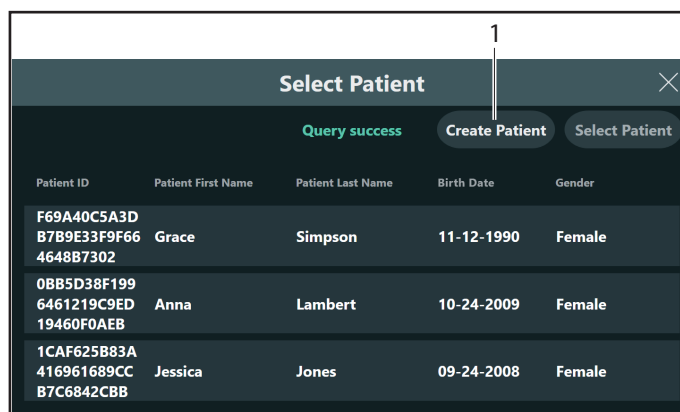 1
Select Patient
Query success Create Patient Select Patient
Patient ID Patient First Name Patient Last Name Birth Date Gender
F69A40C5A3D
B7B9E33F9F66 Grace Simpson 11-12-1990 Female
4648B7302
0BB5D38F199
6461219C9ED Anna Lambert 10-24-2009 Female
19460F0AEB
1CAF625B83A
416961689CC Jessica Jones 09-24-2008 Female
B7C6842CBB